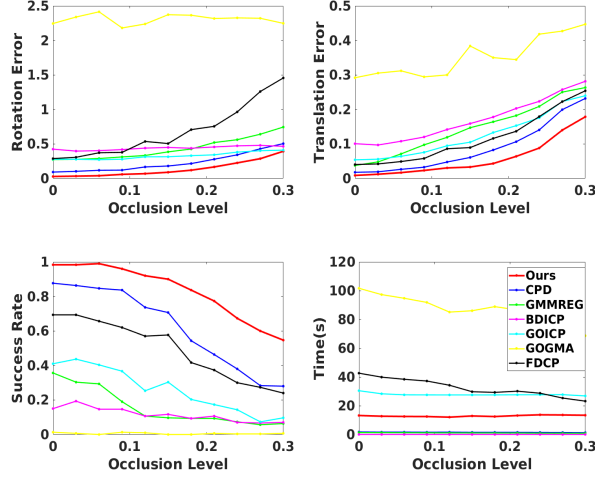 2.5
2
1.5
1
0.5
0
0
0.1
0.2
0.3
Rotation Error
Occlusion Level
0.5
0.4
0.3
0.2
0.1
0
0
0.1
0.2
0.3
Translation Error
Occlusion Level
1
0.8
0.6
0.4
0.2
0
0
0.1
0.2
0.3
Success Rate
Occlusion Level
120
100
80
60
40
20
0
0
0.1
0.2
0.3
Time(s)
Occlusion Level
Ours
CPD
GMMREG
BDICP
GOICP
GOGMA
FDCP